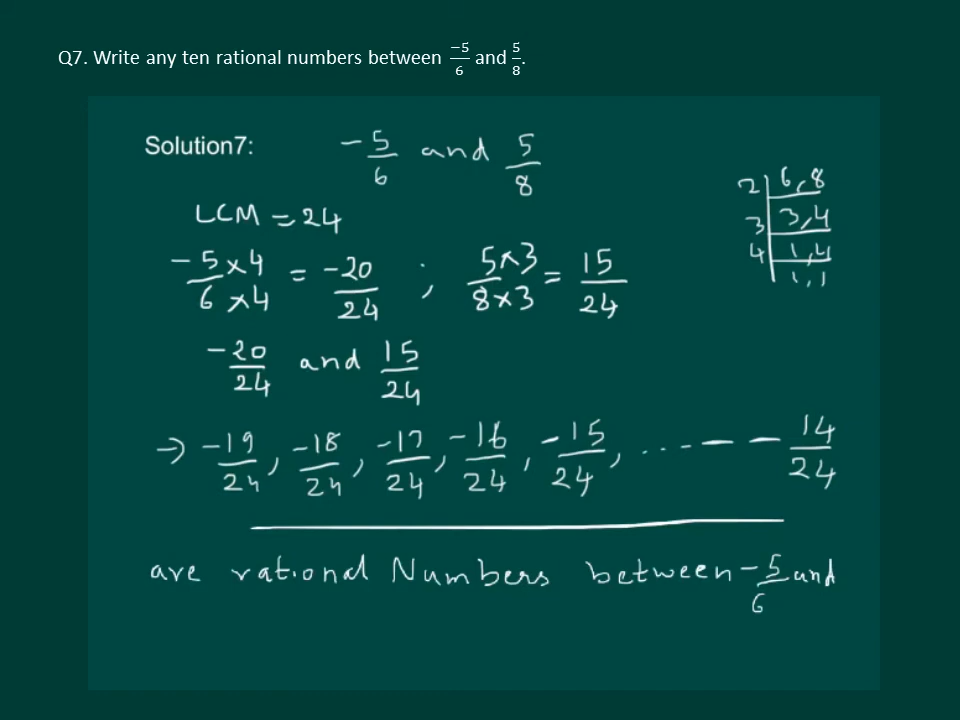 Q7. Write any ten rational numbers between −5/6 and 5/8.
Solution7: -5/6 and 5/8
2 | 6,8
3 | 3,4
4 | 1,4
1,1
LCM = 24
-5×4/6×4 = -20/24 ; 5×3/8×3 = 15/24
-20/24 and 15/24
→ -19/24, -18/24, -17/24, -16/24, -15/24, ... -- — 14/24
are rational Numbers between -5/6 and